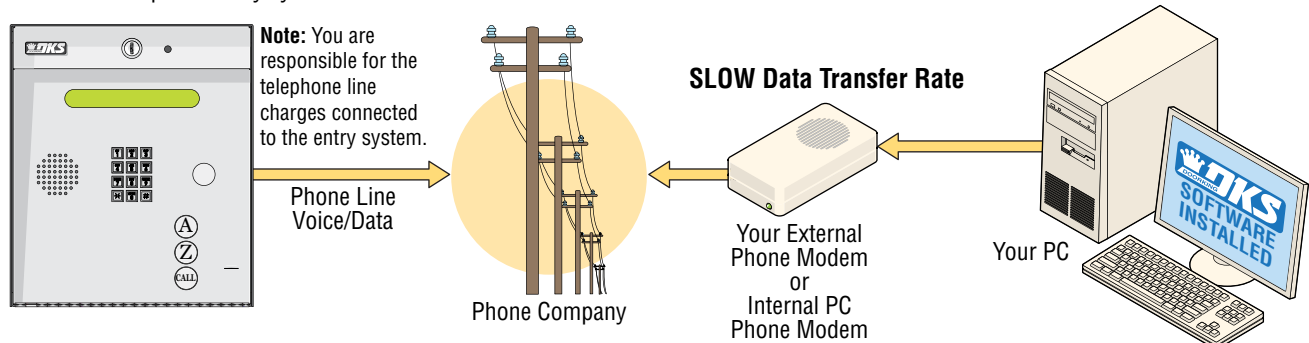 DKS
Note: You are
responsible for the
telephone line
charges connected
to the entry system.
A
Z
CALL
Phone Line
Voice/Data
Phone Company
SLOW Data Transfer Rate
Your External
Phone Modem
or
Internal PC
Phone Modem
Your PC
DOORKING
DKS
SOFTWARE
INSTALLED